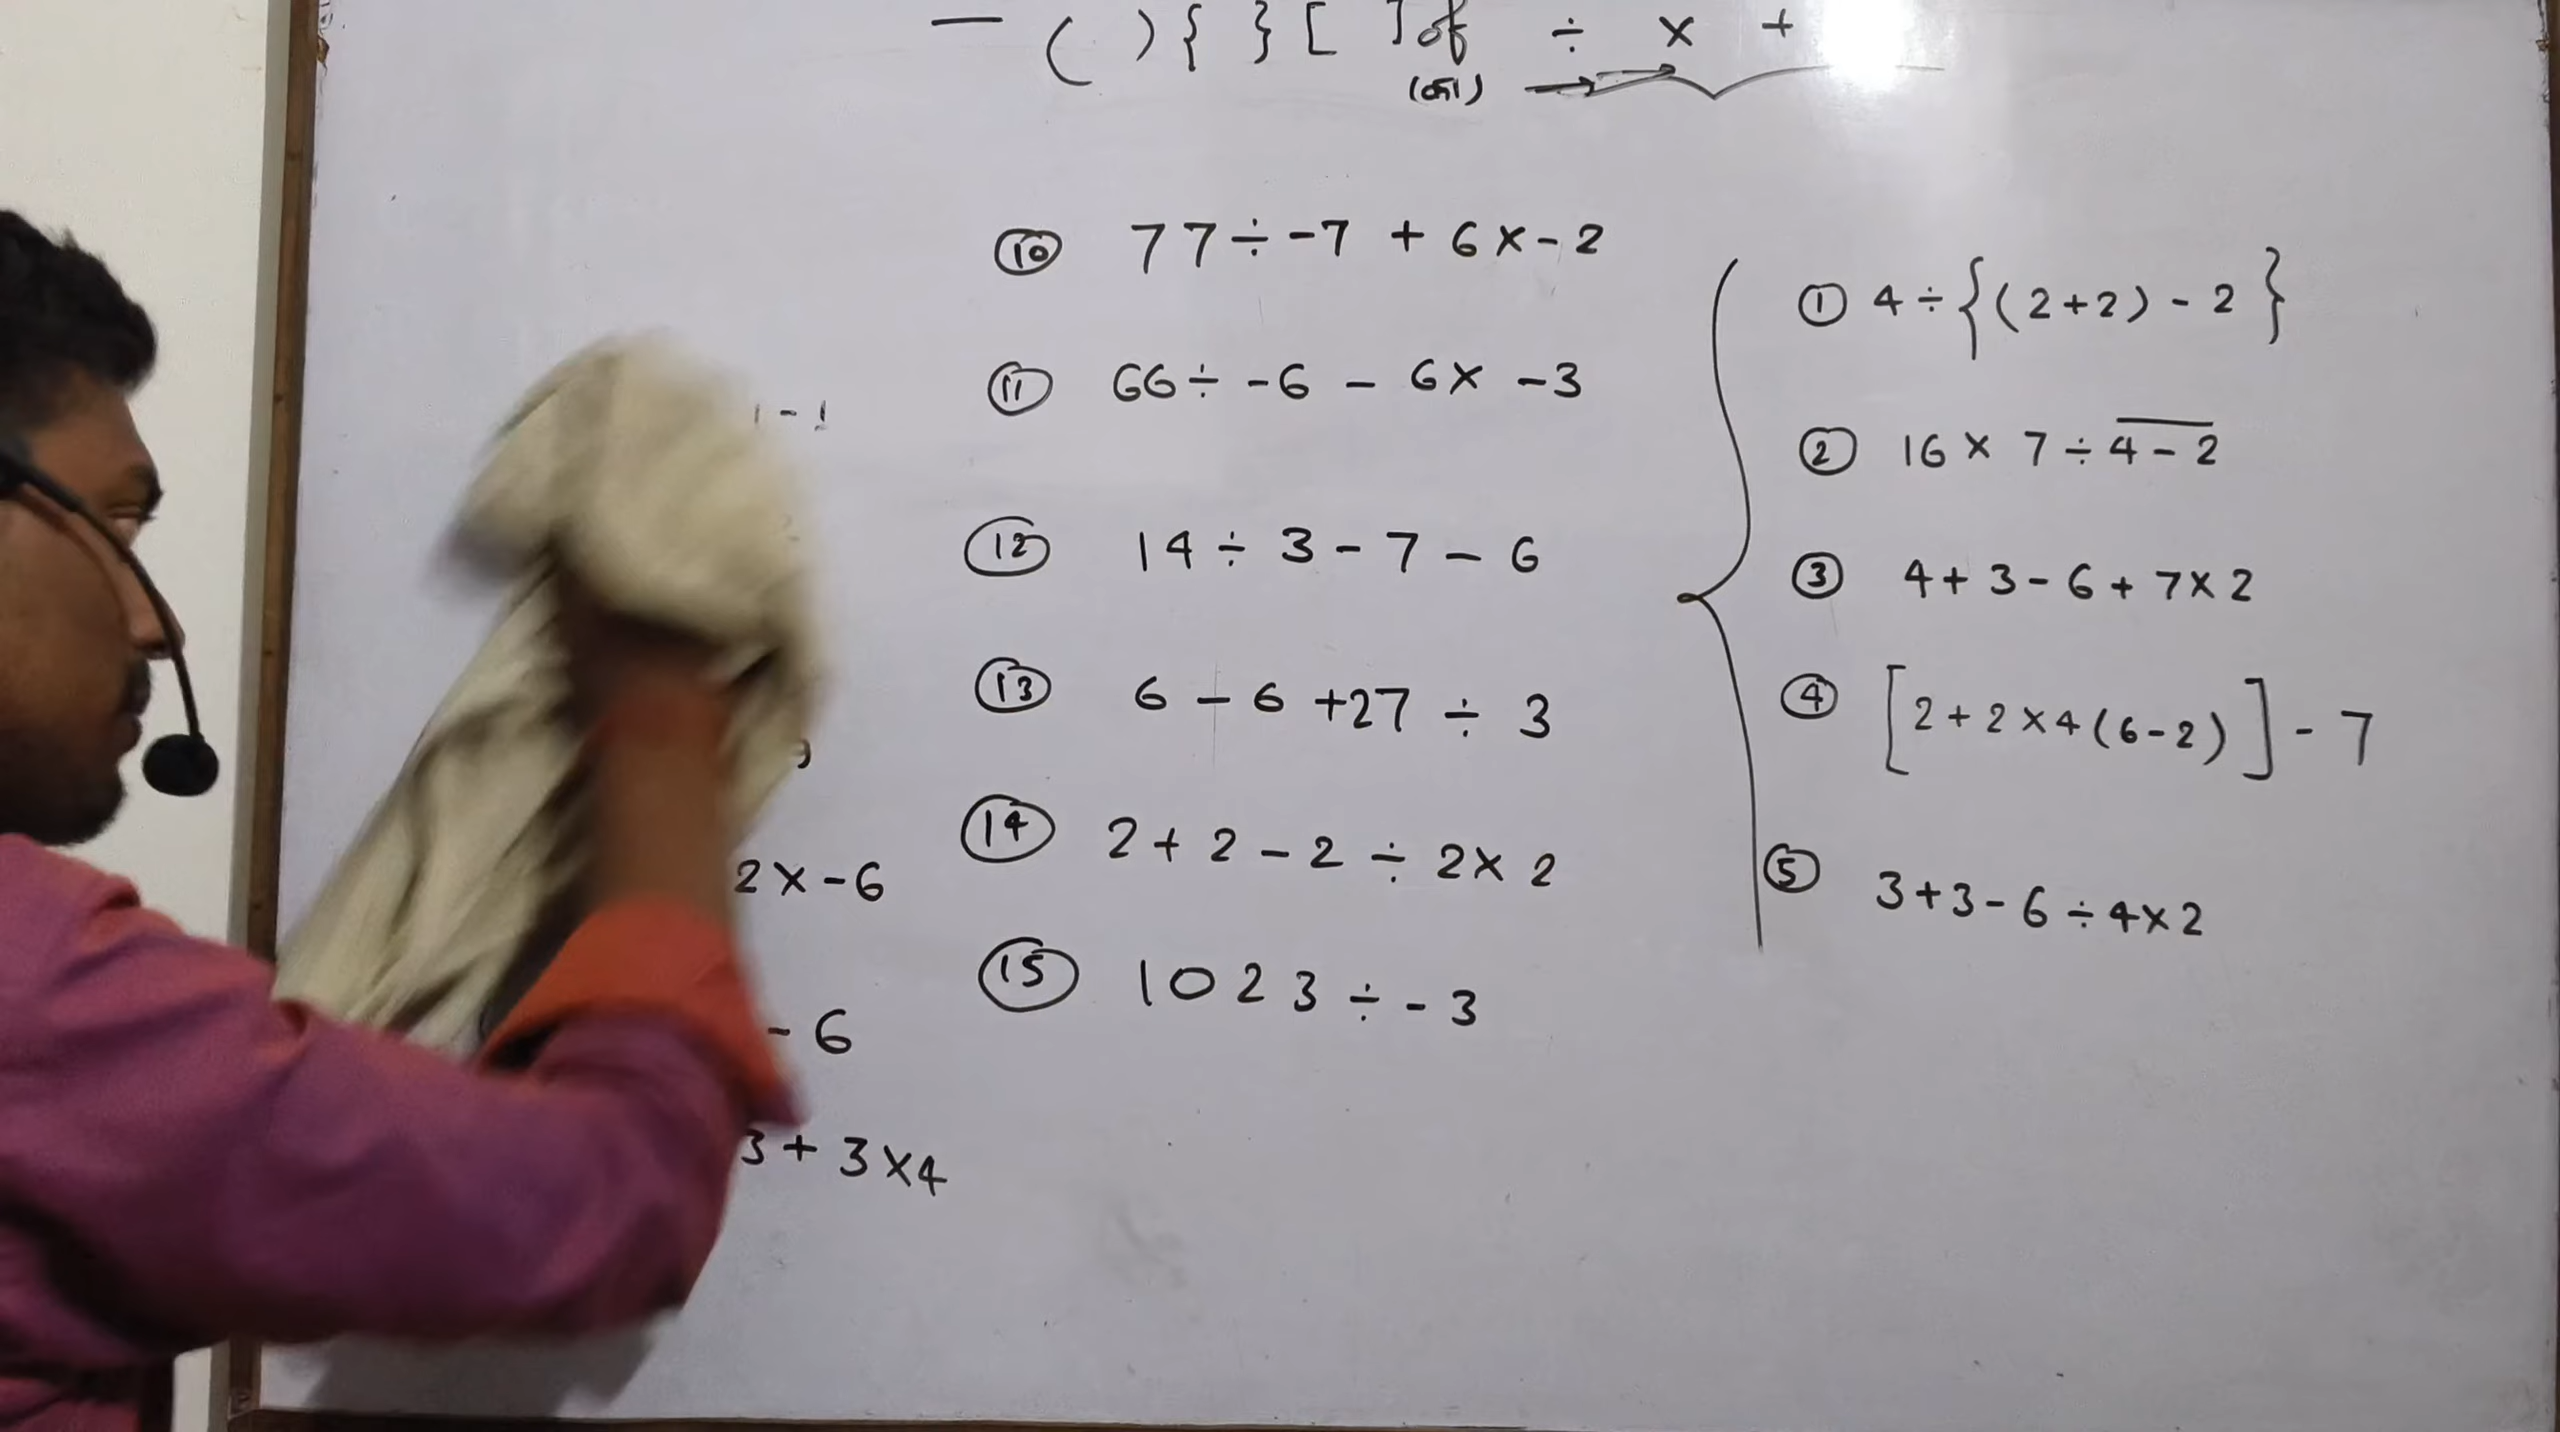 — ( ) { } [ ] of ÷ × +
(का)
1 - 1
2 × - 6
- 6
3 + 3 × 4
⑩ 77 ÷ -7 + 6 × - 2
⑪ 66 ÷ -6 - 6 × -3
⑫ 14 ÷ 3 - 7 - 6
⑬ 6 - 6 + 27 ÷ 3
⑭ 2 + 2 - 2 ÷ 2 × 2
⑮ 1023 ÷ - 3
① 4 ÷ {(2+2) - 2}
② 16 × 7 ÷ 4̅ ̅-̅ ̅2̅
③ 4 + 3 - 6 + 7 × 2
④ [2 + 2 × 4 (6-2)] - 7
⑤ 3 + 3 - 6 ÷ 4 × 2